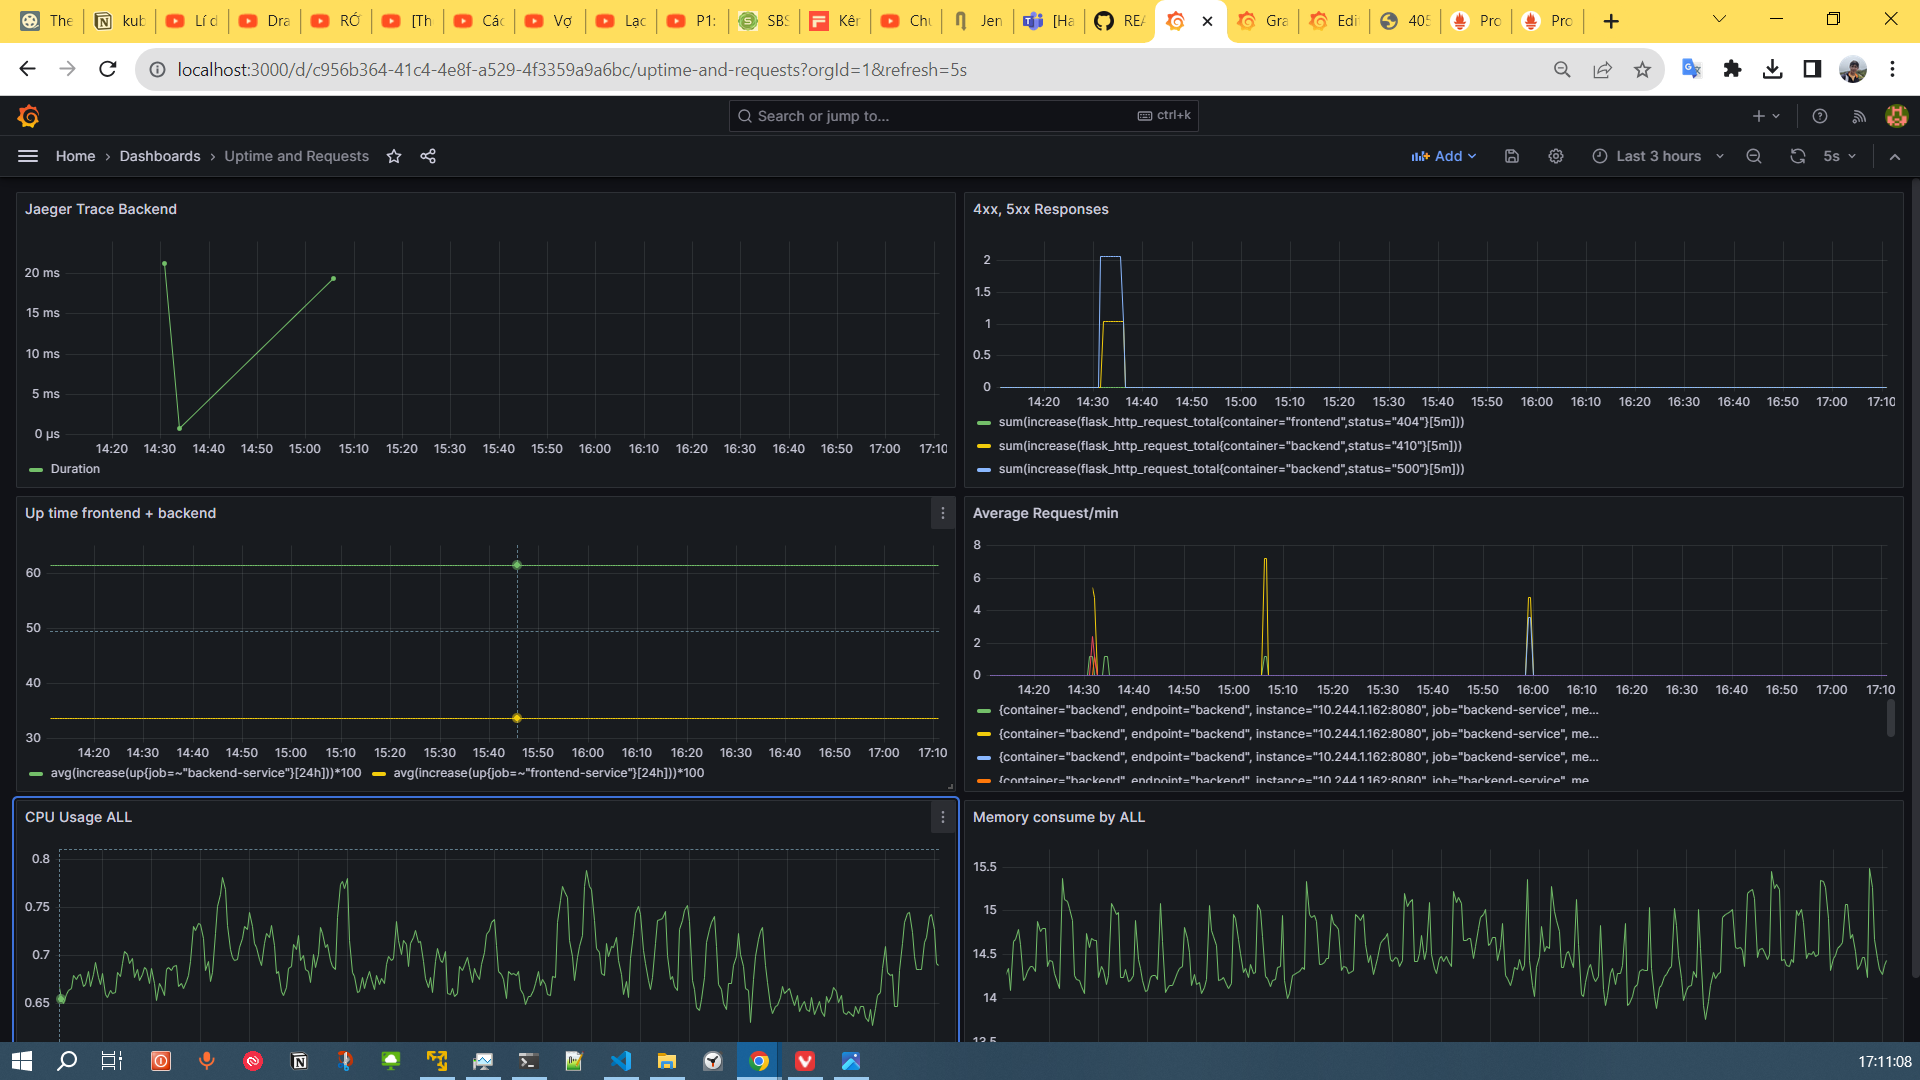 The
kub
Lí d
Dra
RỚ
[Th
Các
Vợ
Lạc
P1:
SBS
Kên
Chu
Jen
[Ha
REA
Gra
Edit
405
Pro
Pro
localhost:3000/d/c956b364-41c4-4e8f-a529-4f3359a9a6bc/uptime-and-requests?orgId=1&refresh=5s
Search or jump to...
ctrl+k
Home › Dashboards › Uptime and Requests
Add
Last 3 hours
5s
Jaeger Trace Backend
20 ms
15 ms
10 ms
5 ms
0 µs
14:20 14:30 14:40 14:50 15:00 15:10 15:20 15:30 15:40 15:50 16:00 16:10 16:20 16:30 16:40 16:50 17:00 17:10
Duration
4xx, 5xx Responses
2
1.5
1
0.5
0
14:20 14:30 14:40 14:50 15:00 15:10 15:20 15:30 15:40 15:50 16:00 16:10 16:20 16:30 16:40 16:50 17:00 17:10
sum(increase(flask_http_request_total{container="frontend",status="404"}[5m]))
sum(increase(flask_http_request_total{container="backend",status="410"}[5m]))
sum(increase(flask_http_request_total{container="backend",status="500"}[5m]))
Up time frontend + backend
60
50
40
30
14:20 14:30 14:40 14:50 15:00 15:10 15:20 15:30 15:40 15:50 16:00 16:10 16:20 16:30 16:40 16:50 17:00 17:10
avg(increase(up{job=~"backend-service"}[24h]))*100 avg(increase(up{job=~"frontend-service"}[24h]))*100
Average Request/min
8
6
4
2
0
14:20 14:30 14:40 14:50 15:00 15:10 15:20 15:30 15:40 15:50 16:00 16:10 16:20 16:30 16:40 16:50 17:00 17:10
{container="backend", endpoint="backend", instance="10.244.1.162:8080", job="backend-service", me...
{container="backend", endpoint="backend", instance="10.244.1.162:8080", job="backend-service", me...
{container="backend", endpoint="backend", instance="10.244.1.162:8080", job="backend-service", me...
{container="backend", endpoint="backend", instance="10.244.1.162:8080", job="backend-service", me...
CPU Usage ALL
0.8
0.75
0.7
0.65
Memory consume by ALL
15.5
15
14.5
14
13.5
17:11:08